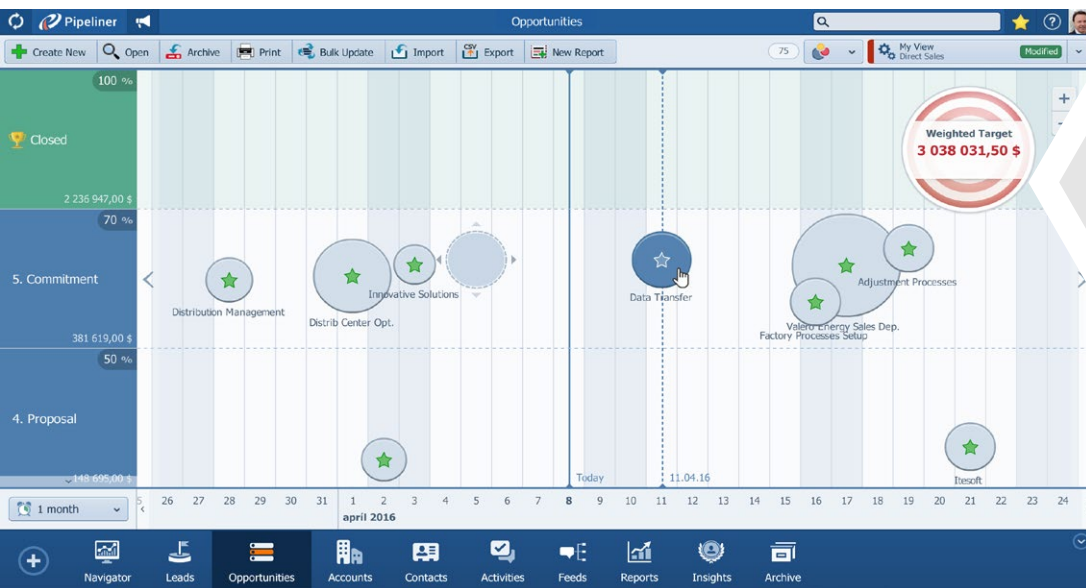 Pipeliner
Opportunities
Create New
Open
Archive
Print
Bulk Update
Import
CSV
Export
New Report
75
My View
Direct Sales
Modified
100 %
Closed
2 236 947,00 $
Weighted Target
3 038 031,50 $
70 %
5. Commitment
381 619,00 $
Distribution Management
Distrib Center Opt.
Innovative Solutions
Data Transfer
Adjustment Processes
Valero Energy Sales Dep.
Factory Processes Setup
50 %
4. Proposal
148 695,00 $
Today
11.04.16
Itesoft
1 month
5 26 27 28 29 30 31 1 2 3 4 5 6 7 8 9 10 11 12 13 14 15 16 17 18 19 20 21 22 23 24
april 2016
Navigator
Leads
Opportunities
Accounts
Contacts
Activities
Feeds
Reports
Insights
Archive